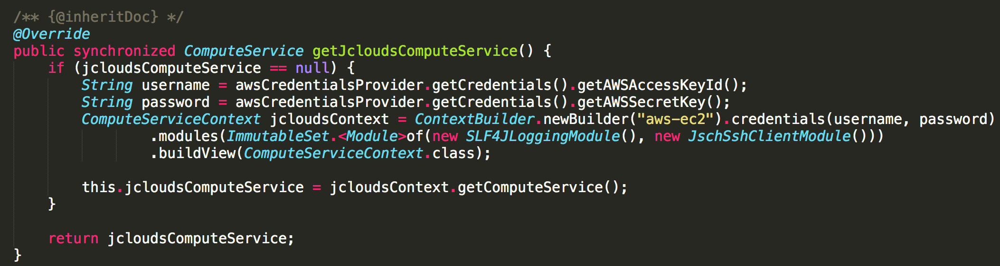 /** {@inheritDoc} */
@Override
public synchronized ComputeService getJcloudsComputeService() {
    if (jcloudsComputeService == null) {
        String username = awsCredentialsProvider.getCredentials().getAWSAccessKeyId();
        String password = awsCredentialsProvider.getCredentials().getAWSSecretKey();
        ComputeServiceContext jcloudsContext = ContextBuilder.newBuilder("aws-ec2").credentials(username, password)
                .modules(ImmutableSet.<Module>of(new SLF4JLoggingModule(), new JschSshClientModule()))
                .buildView(ComputeServiceContext.class);

        this.jcloudsComputeService = jcloudsContext.getComputeService();
    }

    return jcloudsComputeService;
}